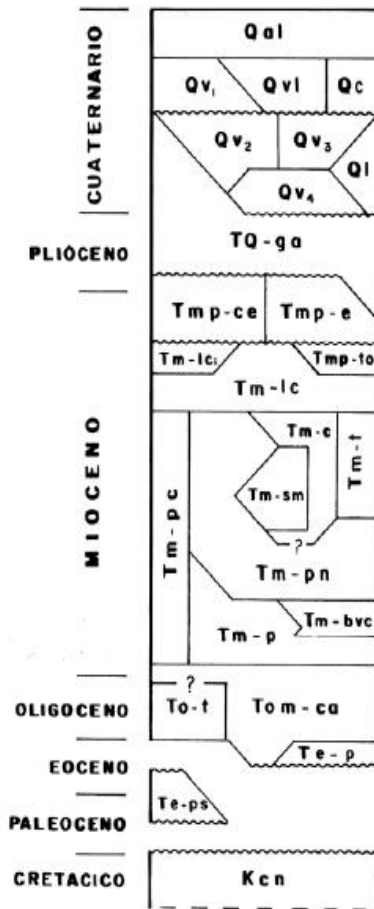 CUATERNARIO
PLIÓCENO
MIOCENO
OLIGOCENO
EOCENO
PALEOCENO
CRETACICO
Qal
Qv₁ Qvl Qc
Qv₂ Qv₃ Ql
Qv₄
TQ-ga
Tmp-ce Tmp-e
Tm-lc₁ Tmp-to
Tm-lc
Tm-c Tm-t
Tm-sm
Tm-pc
?
Tm-pn
Tm-bvc
Tm-p
?
To-t Tom-ca
Te-p
Te-ps
Kcn